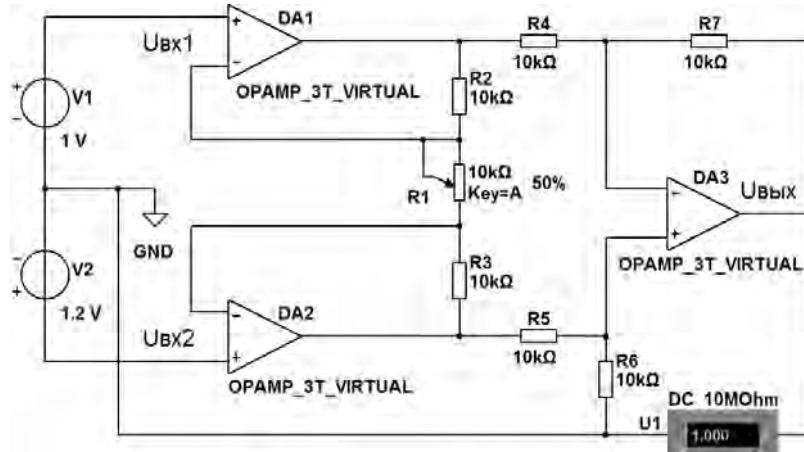 DA1
Uвх1
OPAMP_3T_VIRTUAL
V1
1 V
R2
10kΩ
R4
10kΩ
R7
10kΩ
10kΩ
Key=A
50%
R1
GND
DA3
Uвых
OPAMP_3T_VIRTUAL
V2
1.2 V
Uвх2
R3
10kΩ
DA2
OPAMP_3T_VIRTUAL
R5
10kΩ
R6
10kΩ
DC 10MOhm
U1
1.000